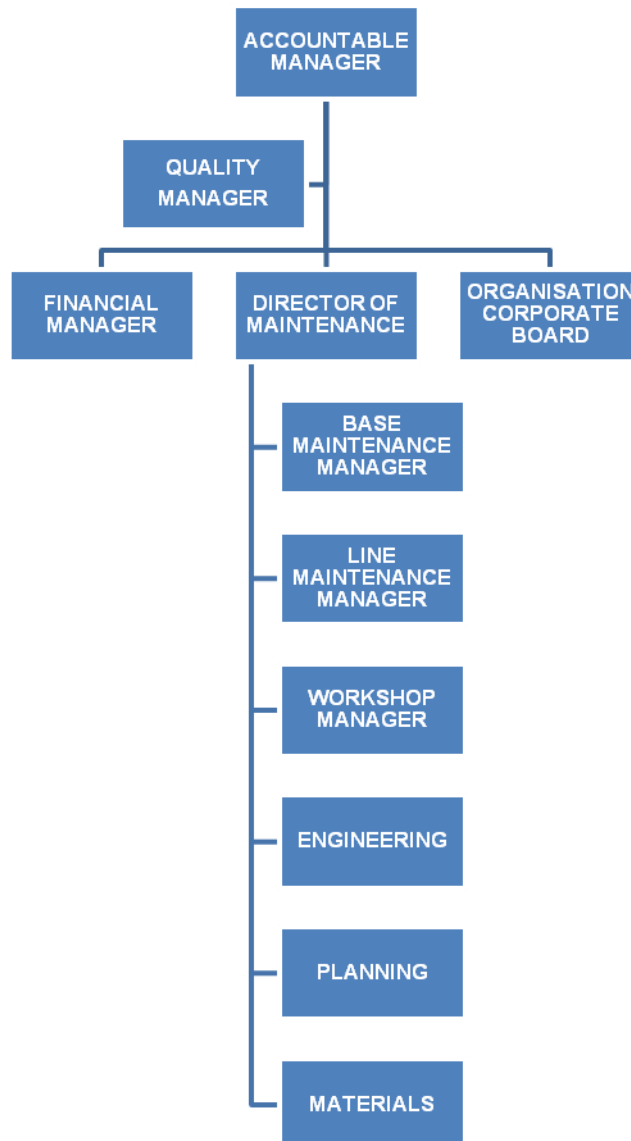 ACCOUNTABLE
MANAGER
QUALITY
MANAGER
FINANCIAL
MANAGER
DIRECTOR OF
MAINTENANCE
ORGANISATION
CORPORATE
BOARD
BASE
MAINTENANCE
MANAGER
LINE
MAINTENANCE
MANAGER
WORKSHOP
MANAGER
ENGINEERING
PLANNING
MATERIALS